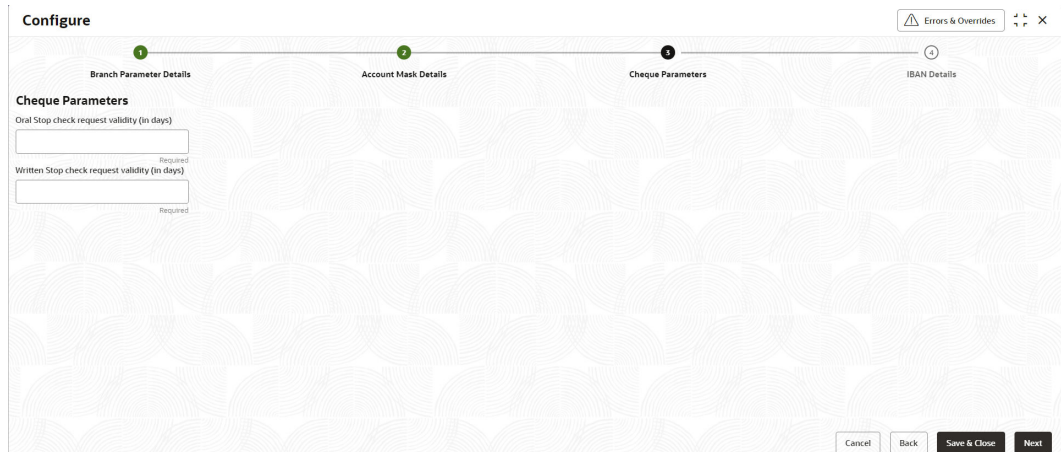 Configure
Errors & Overrides
1
2
3
4
Branch Parameter Details
Account Mask Details
Cheque Parameters
IBAN Details
Cheque Parameters
Oral Stop check request validity (in days)
Required
Written Stop check request validity (in days)
Required
Cancel
Back
Save & Close
Next